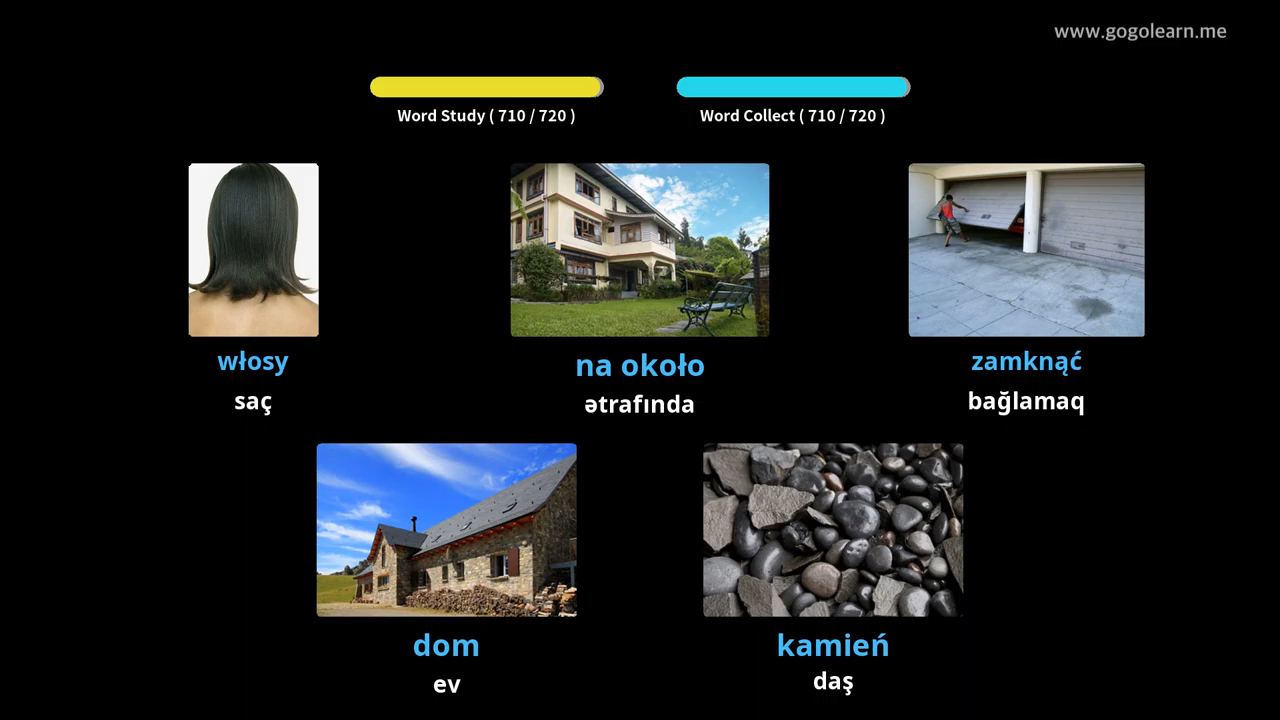 www.gogolearn.me
Word Study ( 710 / 720 )
Word Collect ( 710 / 720 )
włosy
saç
na około
ətrafında
zamknąć
bağlamaq
dom
ev
kamień
daş